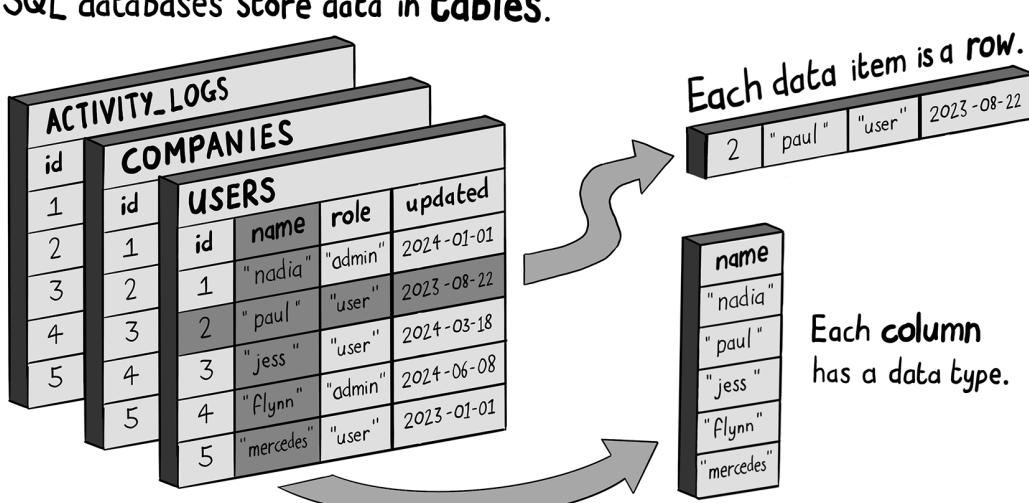 SQL databases store data in tables.
ACTIVITY_LOGS
id
1
2
3
4
5
COMPANIES
id
1
2
3
4
5
USERS
id name role updated
1 "nadia" "admin" 2024-01-01
2 "paul" "user" 2023-08-22
3 "jess" "user" 2024-03-18
4 "flynn" "admin" 2024-06-08
5 "mercedes" "user" 2023-01-01
Each data item is a row.
2 "paul" "user" 2023-08-22
name
"nadia"
"paul"
"jess"
"flynn"
"mercedes"
Each column
has a data type.